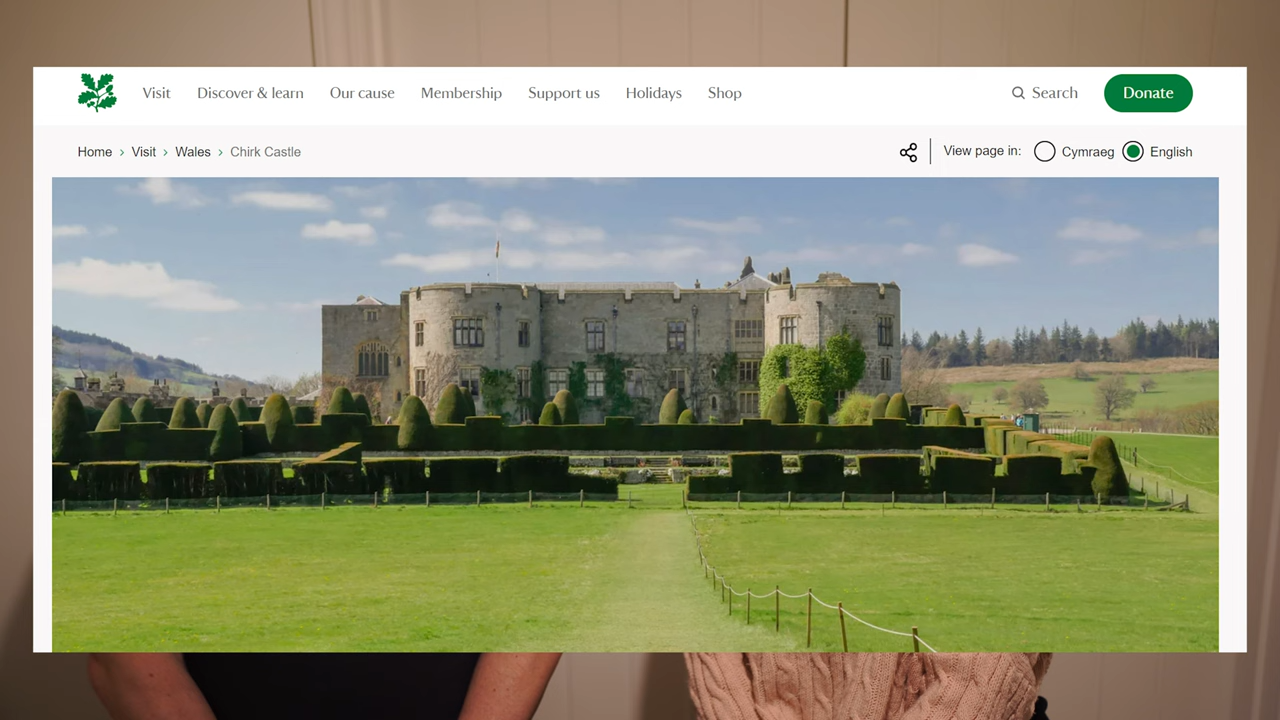 Visit Discover & learn Our cause Membership Support us Holidays Shop Search Donate
Home > Visit > Wales > Chirk Castle View page in: Cymraeg English